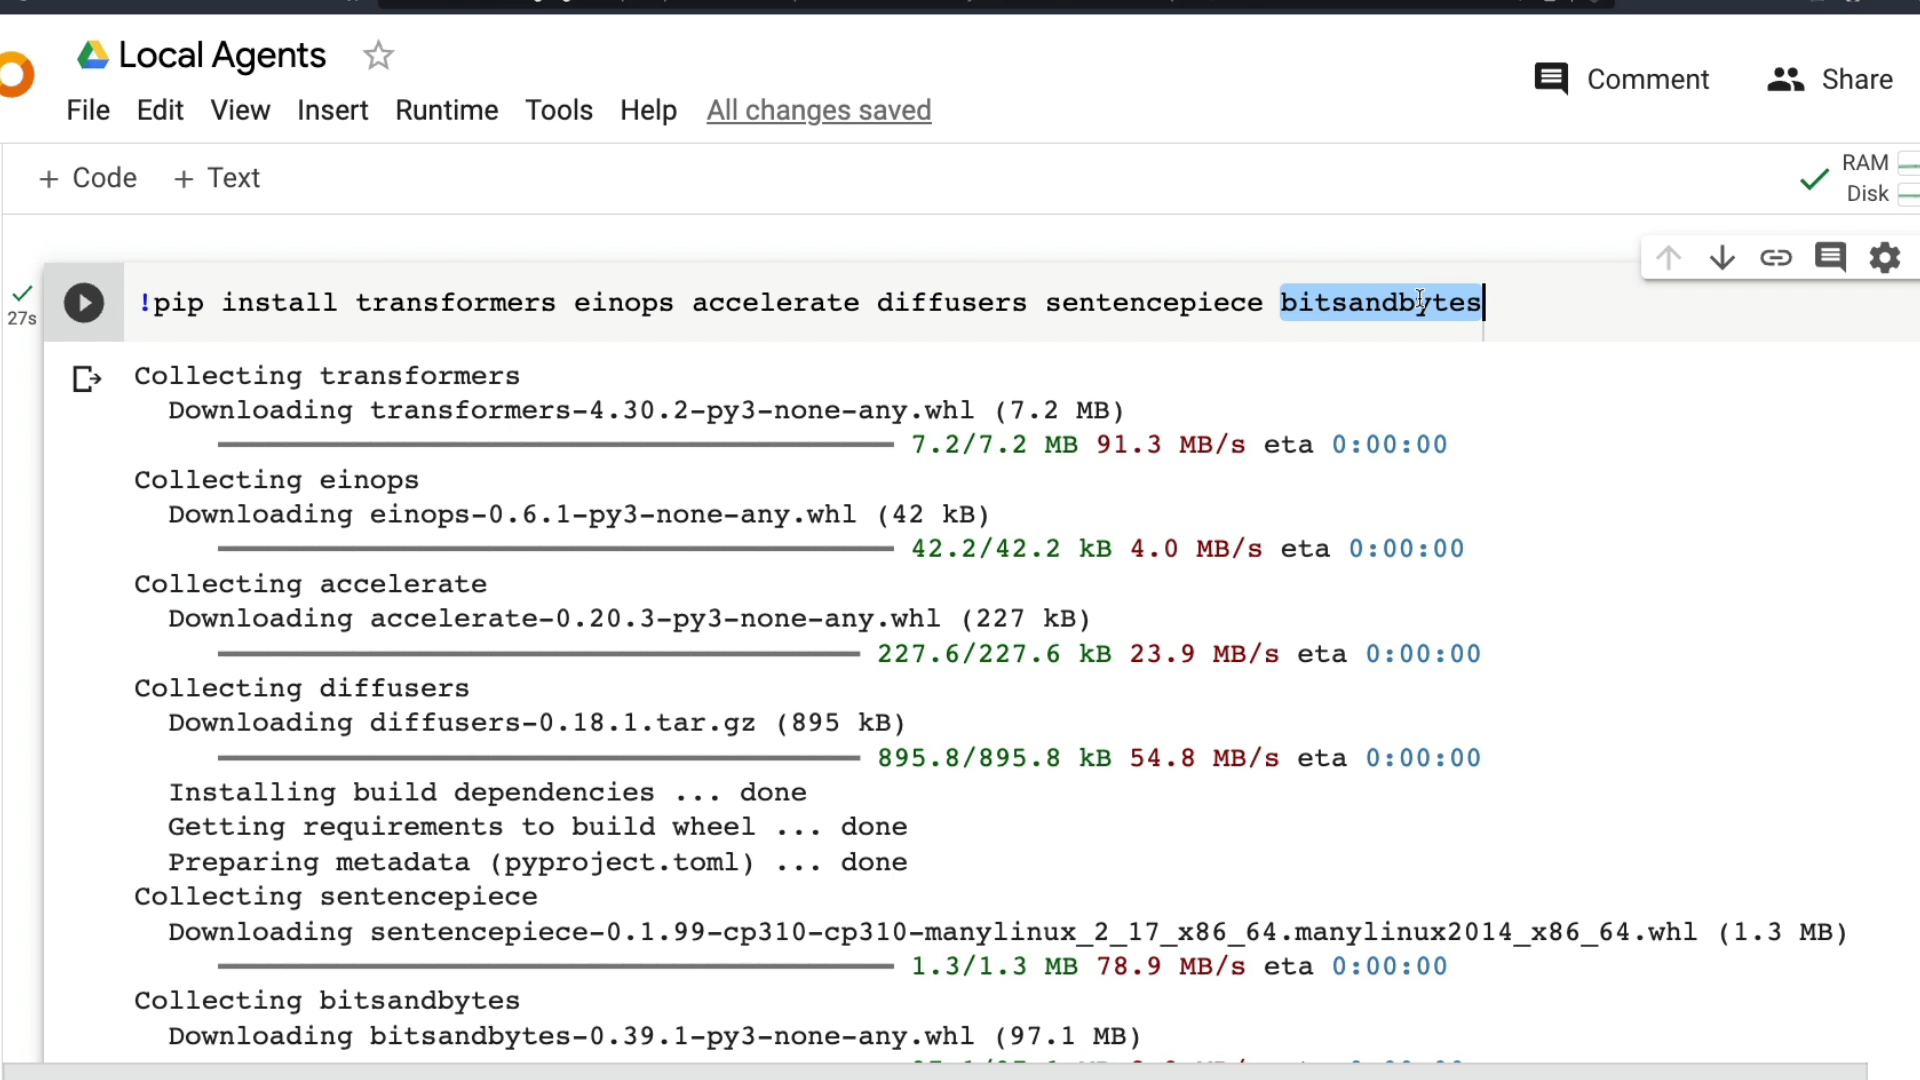 Local Agents
Comment
Share
File Edit View Insert Runtime Tools Help All changes saved
+ Code + Text
RAM
Disk
27s
!pip install transformers einops accelerate diffusers sentencepiece bitsandbytes
Collecting transformers
Downloading transformers-4.30.2-py3-none-any.whl (7.2 MB)
7.2/7.2 MB 91.3 MB/s eta 0:00:00
Collecting einops
Downloading einops-0.6.1-py3-none-any.whl (42 kB)
42.2/42.2 kB 4.0 MB/s eta 0:00:00
Collecting accelerate
Downloading accelerate-0.20.3-py3-none-any.whl (227 kB)
227.6/227.6 kB 23.9 MB/s eta 0:00:00
Collecting diffusers
Downloading diffusers-0.18.1.tar.gz (895 kB)
895.8/895.8 kB 54.8 MB/s eta 0:00:00
Installing build dependencies ... done
Getting requirements to build wheel ... done
Preparing metadata (pyproject.toml) ... done
Collecting sentencepiece
Downloading sentencepiece-0.1.99-cp310-cp310-manylinux_2_17_x86_64.manylinux2014_x86_64.whl (1.3 MB)
1.3/1.3 MB 78.9 MB/s eta 0:00:00
Collecting bitsandbytes
Downloading bitsandbytes-0.39.1-py3-none-any.whl (97.1 MB)